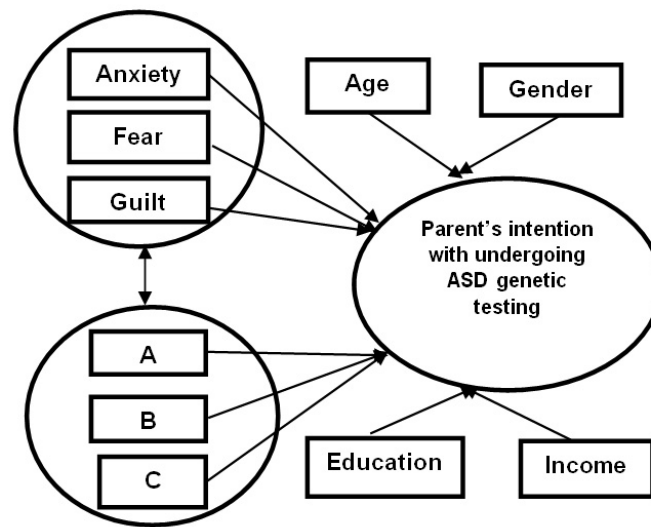 Anxiety
Fear
Guilt
Age
Gender
Parent's intention
with undergoing
ASD genetic
testing
A
B
C
Education
Income